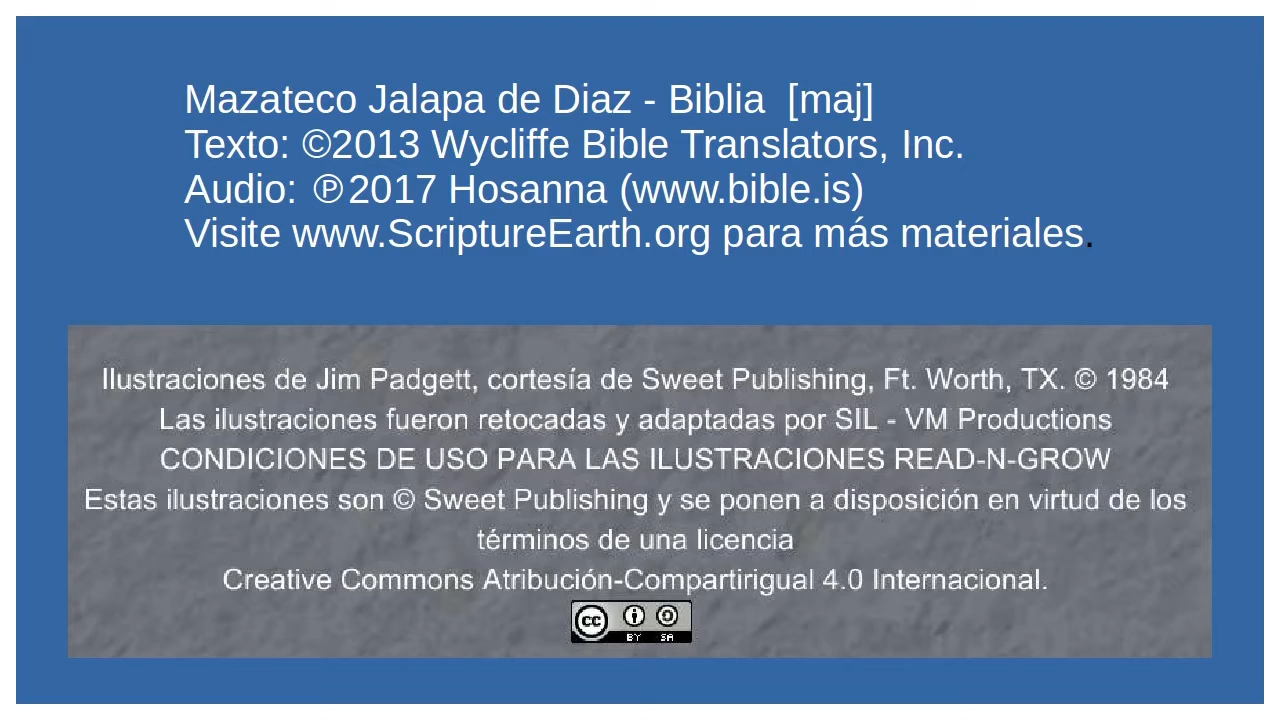 Mazateco Jalapa de Diaz - Biblia  [maj]
Texto: ©2013 Wycliffe Bible Translators, Inc.
Audio: ℗2017 Hosanna (www.bible.is)
Visite www.ScriptureEarth.org para más materiales.
Ilustraciones de Jim Padgett, cortesía de Sweet Publishing, Ft. Worth, TX. © 1984
Las ilustraciones fueron retocadas y adaptadas por SIL - VM Productions
CONDICIONES DE USO PARA LAS ILUSTRACIONES READ-N-GROW
Estas ilustraciones son © Sweet Publishing y se ponen a disposición en virtud de los
términos de una licencia
Creative Commons Atribución-Compartirigual 4.0 Internacional.
cc BY SA